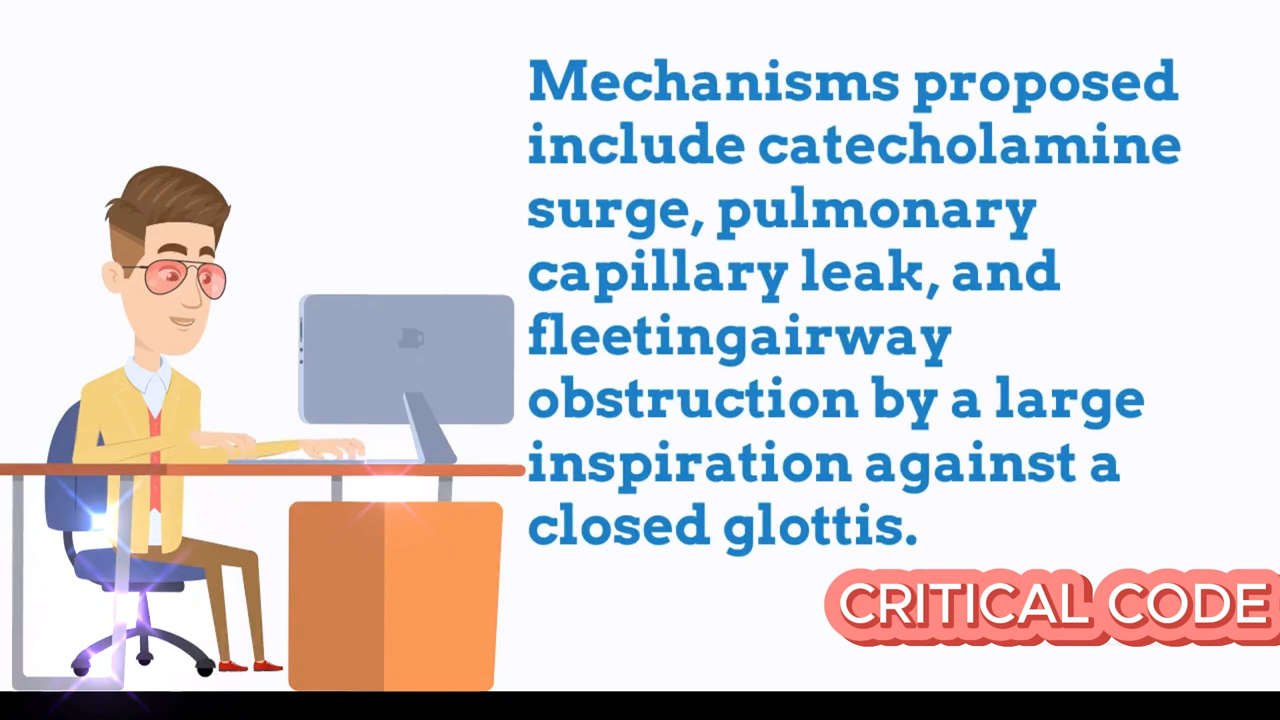 Mechanisms proposed
include catecholamine
surge, pulmonary
capillary leak, and
fleetingairway
obstruction by a large
inspiration against a
closed glottis.
CRITICAL CODE